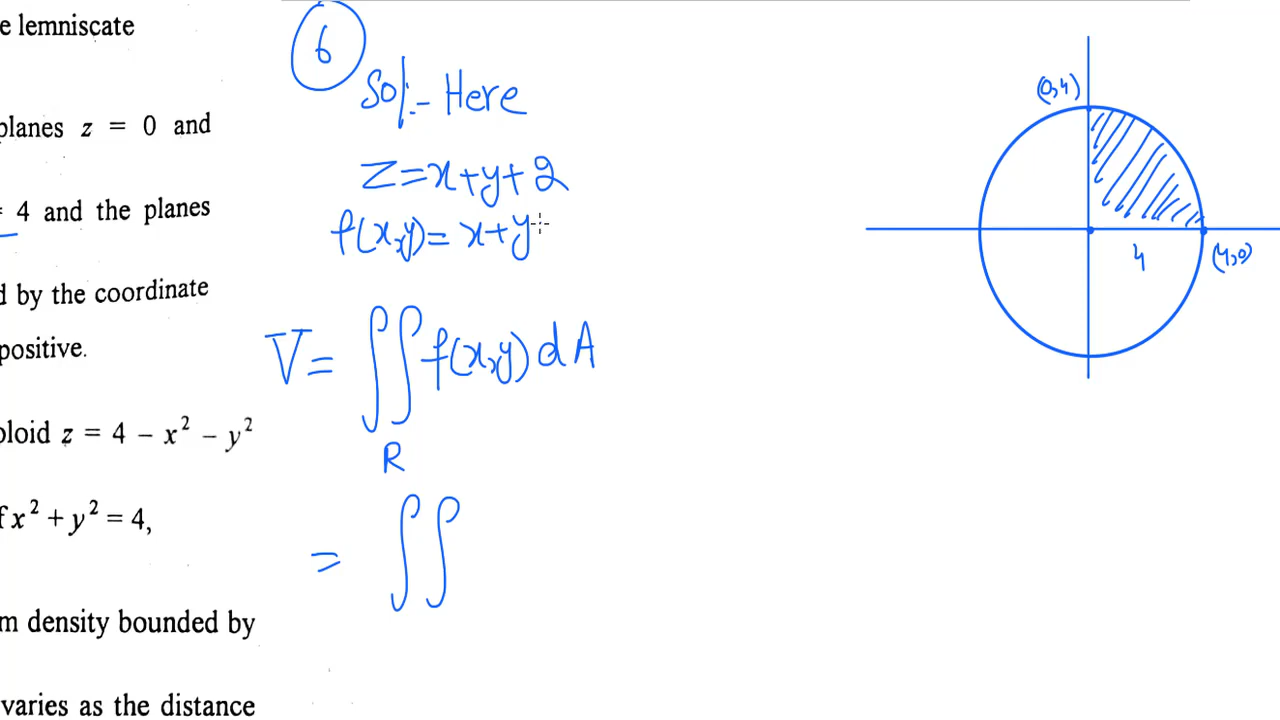 e lemniscate
planes z = 0 and
= 4 and the planes
d by the coordinate
positive.
oloid z = 4 − x² − y²
f x² + y² = 4,
m density bounded by
varies as the distance
6
Sol:- Here
z=x+y+2
f(x,y)= x+y
V= ∬ f(x,y) dA
R
= ∬
(0,4)
4
(4,0)